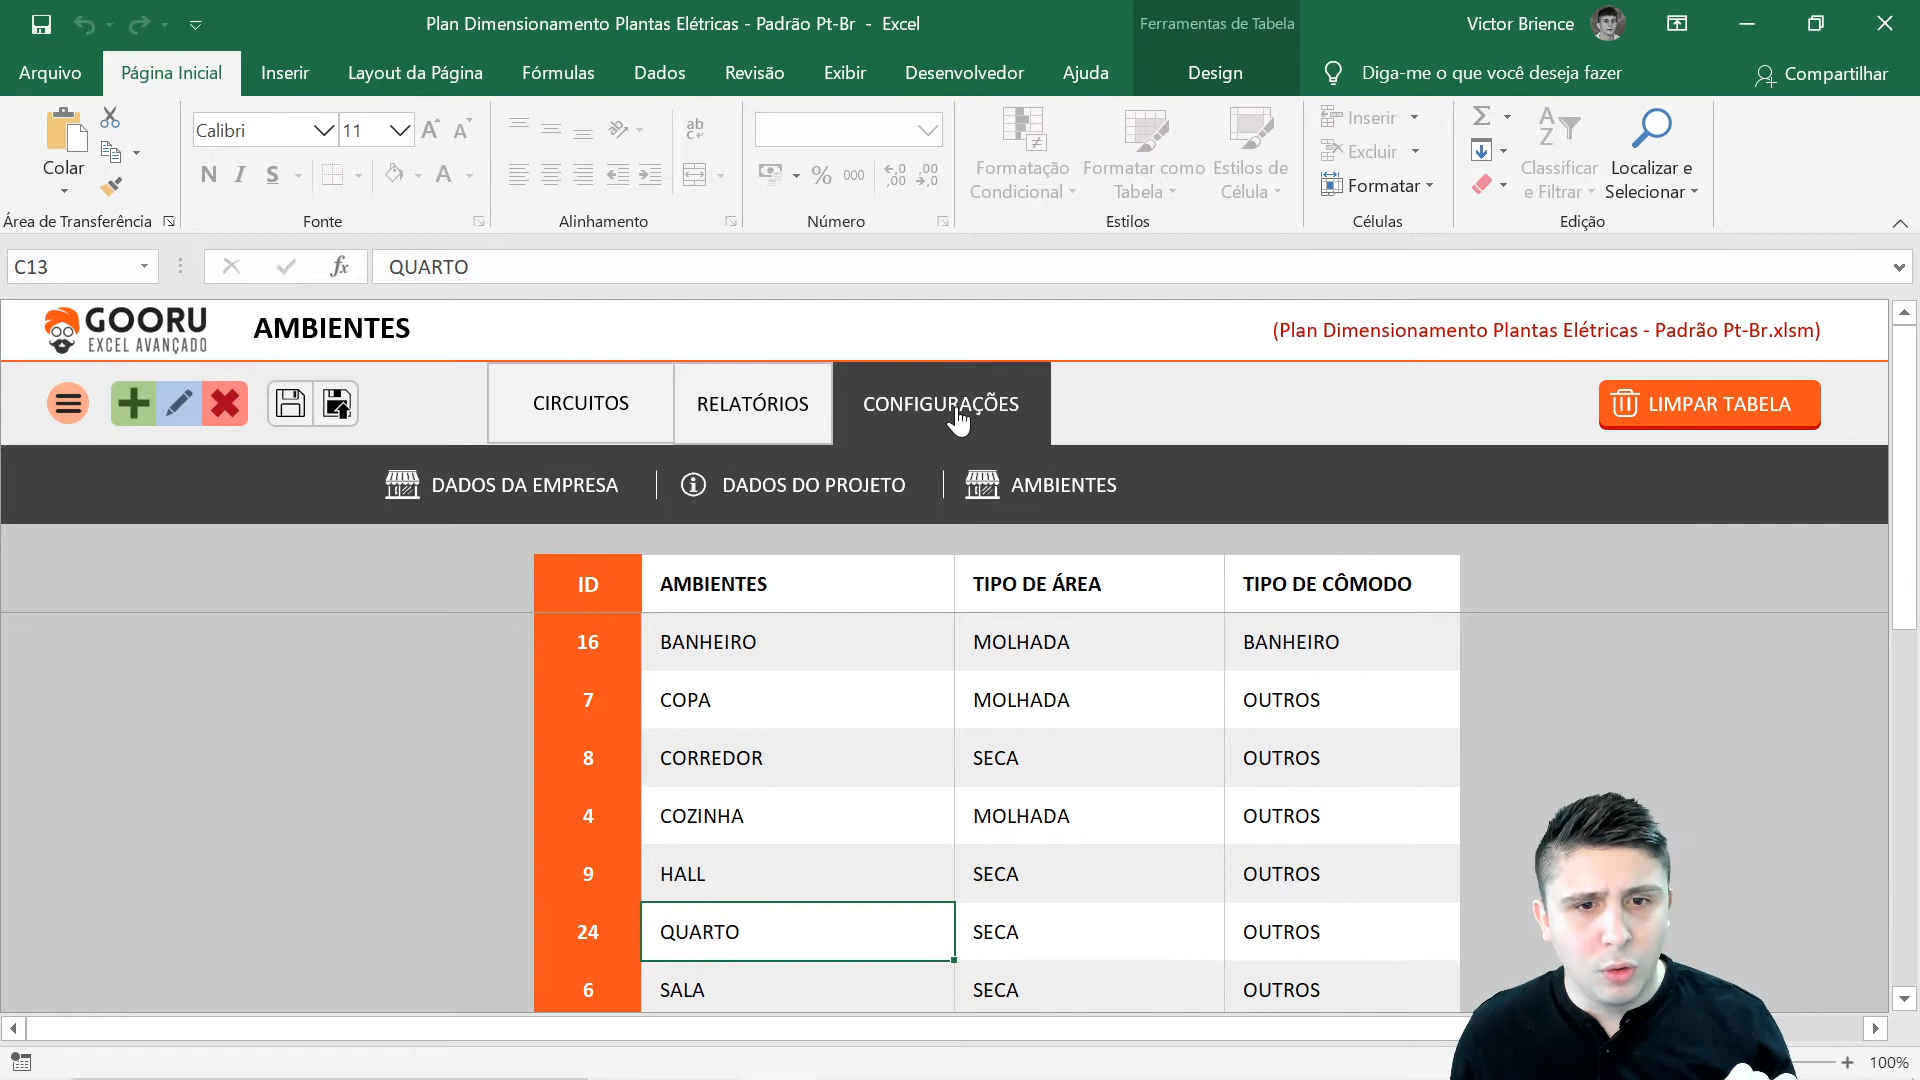 Plan Dimensionamento Plantas Elétricas - Padrão Pt-Br - Excel
Ferramentas de Tabela
Victor Brience
Arquivo
Página Inicial
Inserir
Layout da Página
Fórmulas
Dados
Revisão
Exibir
Desenvolvedor
Ajuda
Design
Diga-me o que você deseja fazer
Compartilhar
Colar
Calibri
11
N I S
A
ab
%
000
Formatação Condicional
Formatar como Tabela
Estilos de Célula
Inserir
Excluir
Formatar
Classificar e Filtrar
Localizar e Selecionar
Área de Transferência
Fonte
Alinhamento
Número
Estilos
Células
Edição
C13
fx
QUARTO
GOORU
EXCEL AVANÇADO
AMBIENTES
(Plan Dimensionamento Plantas Elétricas - Padrão Pt-Br.xlsm)
CIRCUITOS
RELATÓRIOS
CONFIGURAÇÕES
LIMPAR TABELA
DADOS DA EMPRESA
DADOS DO PROJETO
AMBIENTES
ID AMBIENTES TIPO DE ÁREA TIPO DE CÔMODO
16 BANHEIRO MOLHADA BANHEIRO
7 COPA MOLHADA OUTROS
8 CORREDOR SECA OUTROS
4 COZINHA MOLHADA OUTROS
9 HALL SECA OUTROS
24 QUARTO SECA OUTROS
6 SALA SECA OUTROS
100%